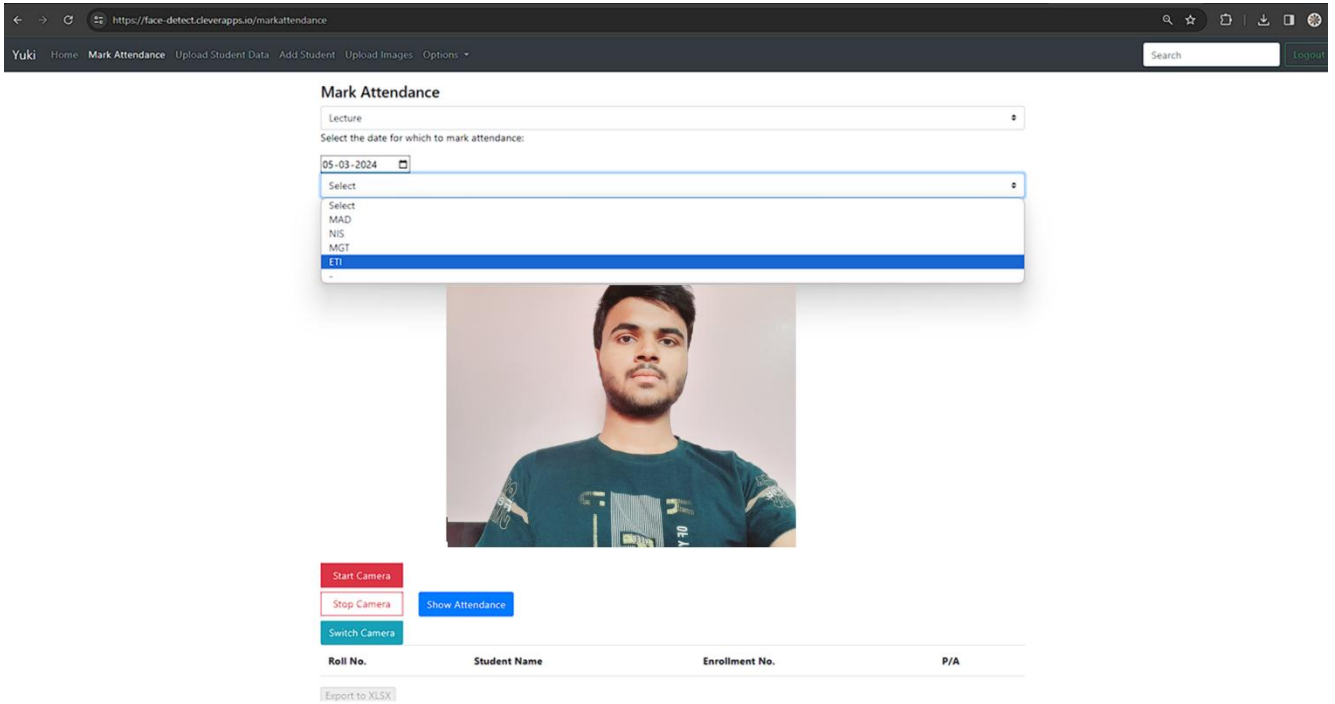 https://face-detect.cleverapps.io/markattendance
Yuki Home Mark Attendance Upload Student Data Add Student Upload Images Options Search Logout
Mark Attendance
Lecture
Select the date for which to mark attendance:
05-03-2024
Select
Select
MAD
NIS
MGT
ETI
-
Start Camera
Stop Camera Show Attendance
Switch Camera
Roll No. Student Name Enrollment No. P/A
Export to XLSX